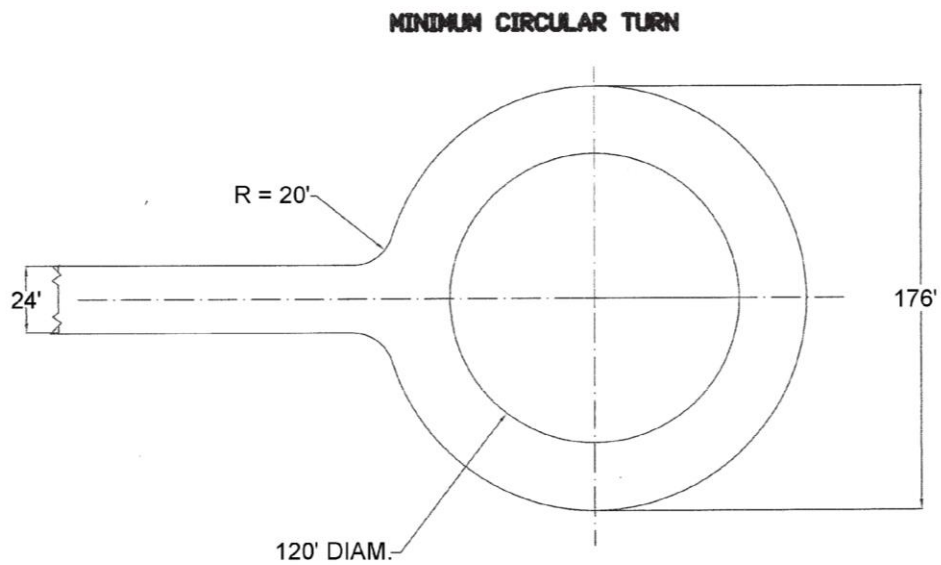 MINIMUM CIRCULAR TURN
R = 20'
24'
176'
120' DIAM.